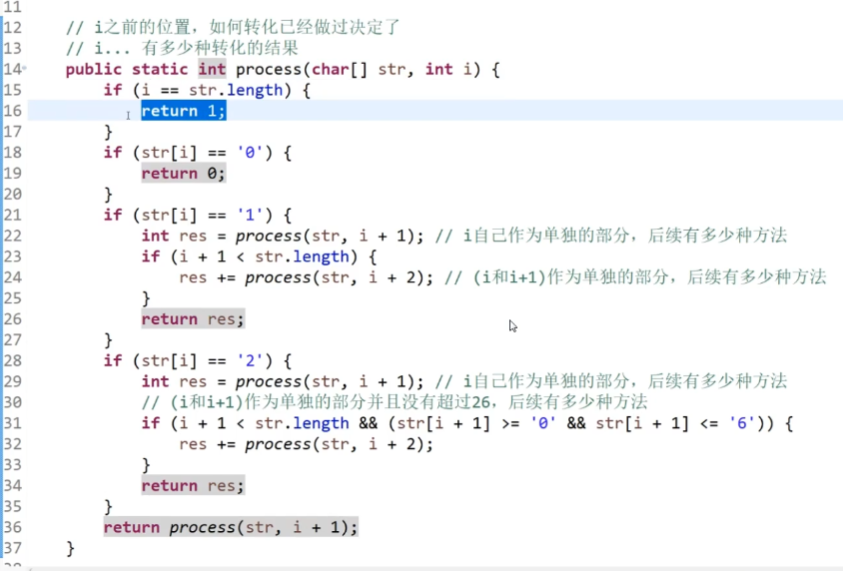 11
12 // i之前的位置，如何转化已经做过决定了
13 // i... 有多少种转化的结果
14 public static int process(char[] str, int i) {
15 if (i == str.length) {
16 return 1;
17 }
18 if (str[i] == '0') {
19 return 0;
20 }
21 if (str[i] == '1') {
22 int res = process(str, i + 1); // i自己作为单独的部分，后续有多少种方法
23 if (i + 1 < str.length) {
24 res += process(str, i + 2); // (i和i+1)作为单独的部分，后续有多少种方法
25 }
26 return res;
27 }
28 if (str[i] == '2') {
29 int res = process(str, i + 1); // i自己作为单独的部分，后续有多少种方法
30 // (i和i+1)作为单独的部分并且没有超过26，后续有多少种方法
31 if (i + 1 < str.length && (str[i + 1] >= '0' && str[i + 1] <= '6')) {
32 res += process(str, i + 2);
33 }
34 return res;
35 }
36 return process(str, i + 1);
37 }